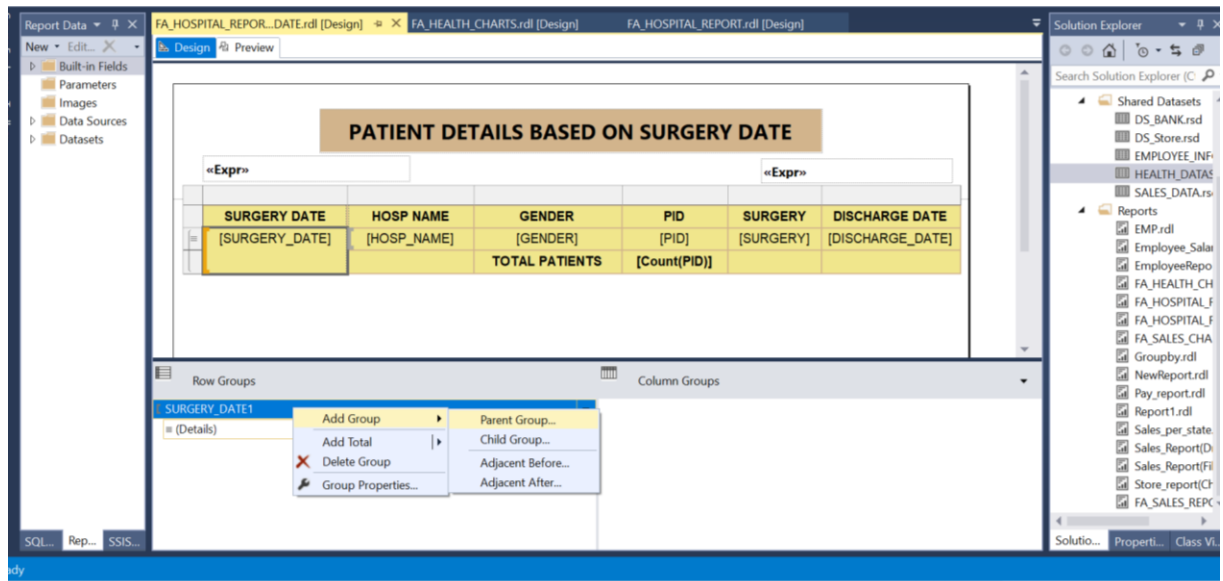 Report Data
New Edit...
Built-in Fields
Parameters
Images
Data Sources
Datasets
SQL... Rep... SSIS...
FA_HOSPITAL_REPOR...DATE.rdl [Design] FA_HEALTH_CHARTS.rdl [Design] FA_HOSPITAL_REPORT.rdl [Design]
Design Preview
PATIENT DETAILS BASED ON SURGERY DATE
«Expr» «Expr»
SURGERY DATE HOSP NAME GENDER PID SURGERY DISCHARGE DATE
[SURGERY_DATE] [HOSP_NAME] [GENDER] [PID] [SURGERY] [DISCHARGE_DATE]
TOTAL PATIENTS [Count(PID)]
Row Groups Column Groups
SURGERY_DATE1
(Details)
Add Group
Add Total
Delete Group
Group Properties...
Parent Group...
Child Group...
Adjacent Before...
Adjacent After...
Solution Explorer
Search Solution Explorer (C
Shared Datasets
DS_BANK.rsd
DS_Store.rsd
EMPLOYEE_INF
HEALTH_DATAS
SALES_DATA.rs
Reports
EMP.rdl
Employee_Salar
EmployeeRepo
FA_HEALTH_CH
FA_HOSPITAL_F
FA_HOSPITAL_F
FA_SALES_CHA
Groupby.rdl
NewReport.rdl
Pay_report.rdl
Report1.rdl
Sales_per_state.
Sales_Report(D
Sales_Report(Fi
Store_report(Ch
FA_SALES_REPO
Solutio... Properti... Class Vi...
ady